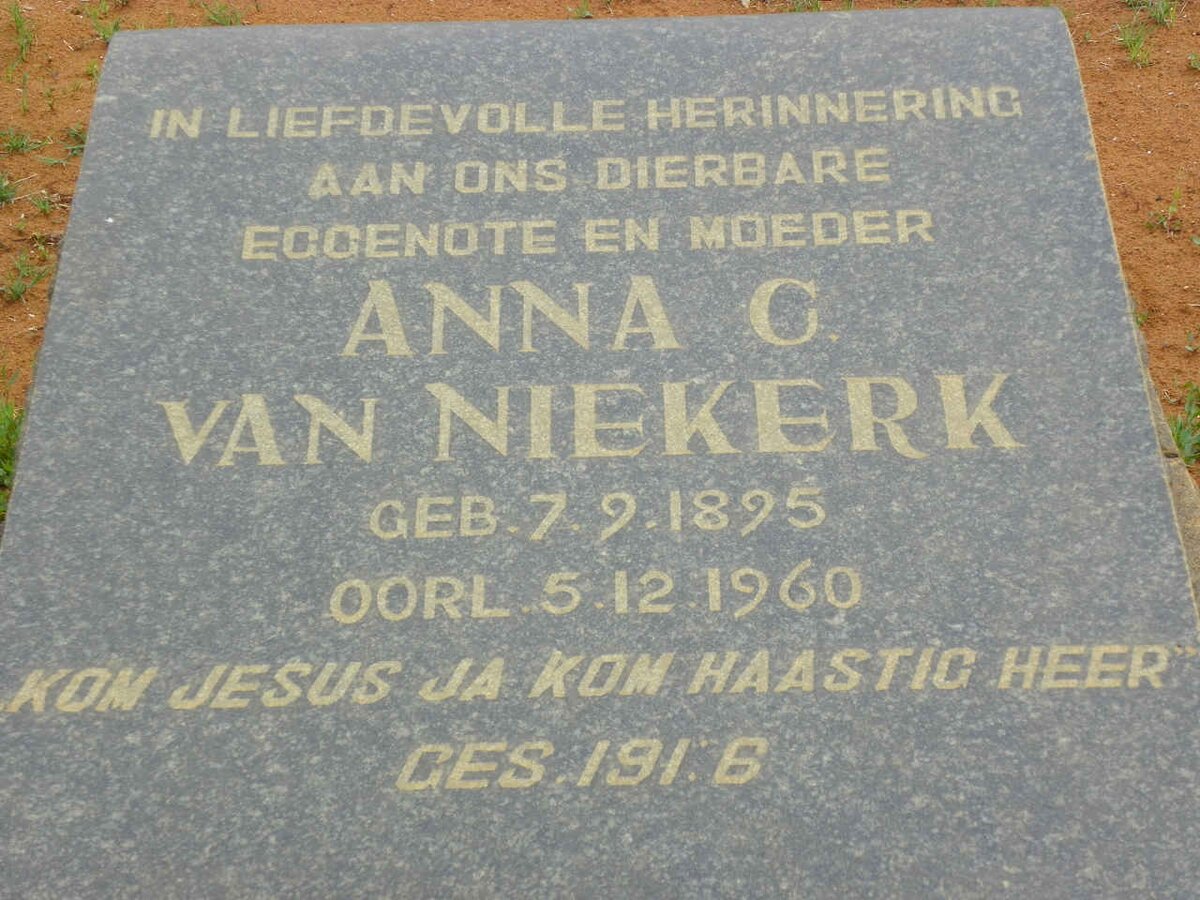 IN LIEFDEVOLLE HERINNERING
AAN ONS DIERBARE
EGGENOTE EN MOEDER
ANNA C.
VAN NIEKERK
GEB. 7. 9. 1895
OORL. 5. 12. 1960
„KOM JESUS JA KOM HAASTIG HEER”
GES. 191: 6